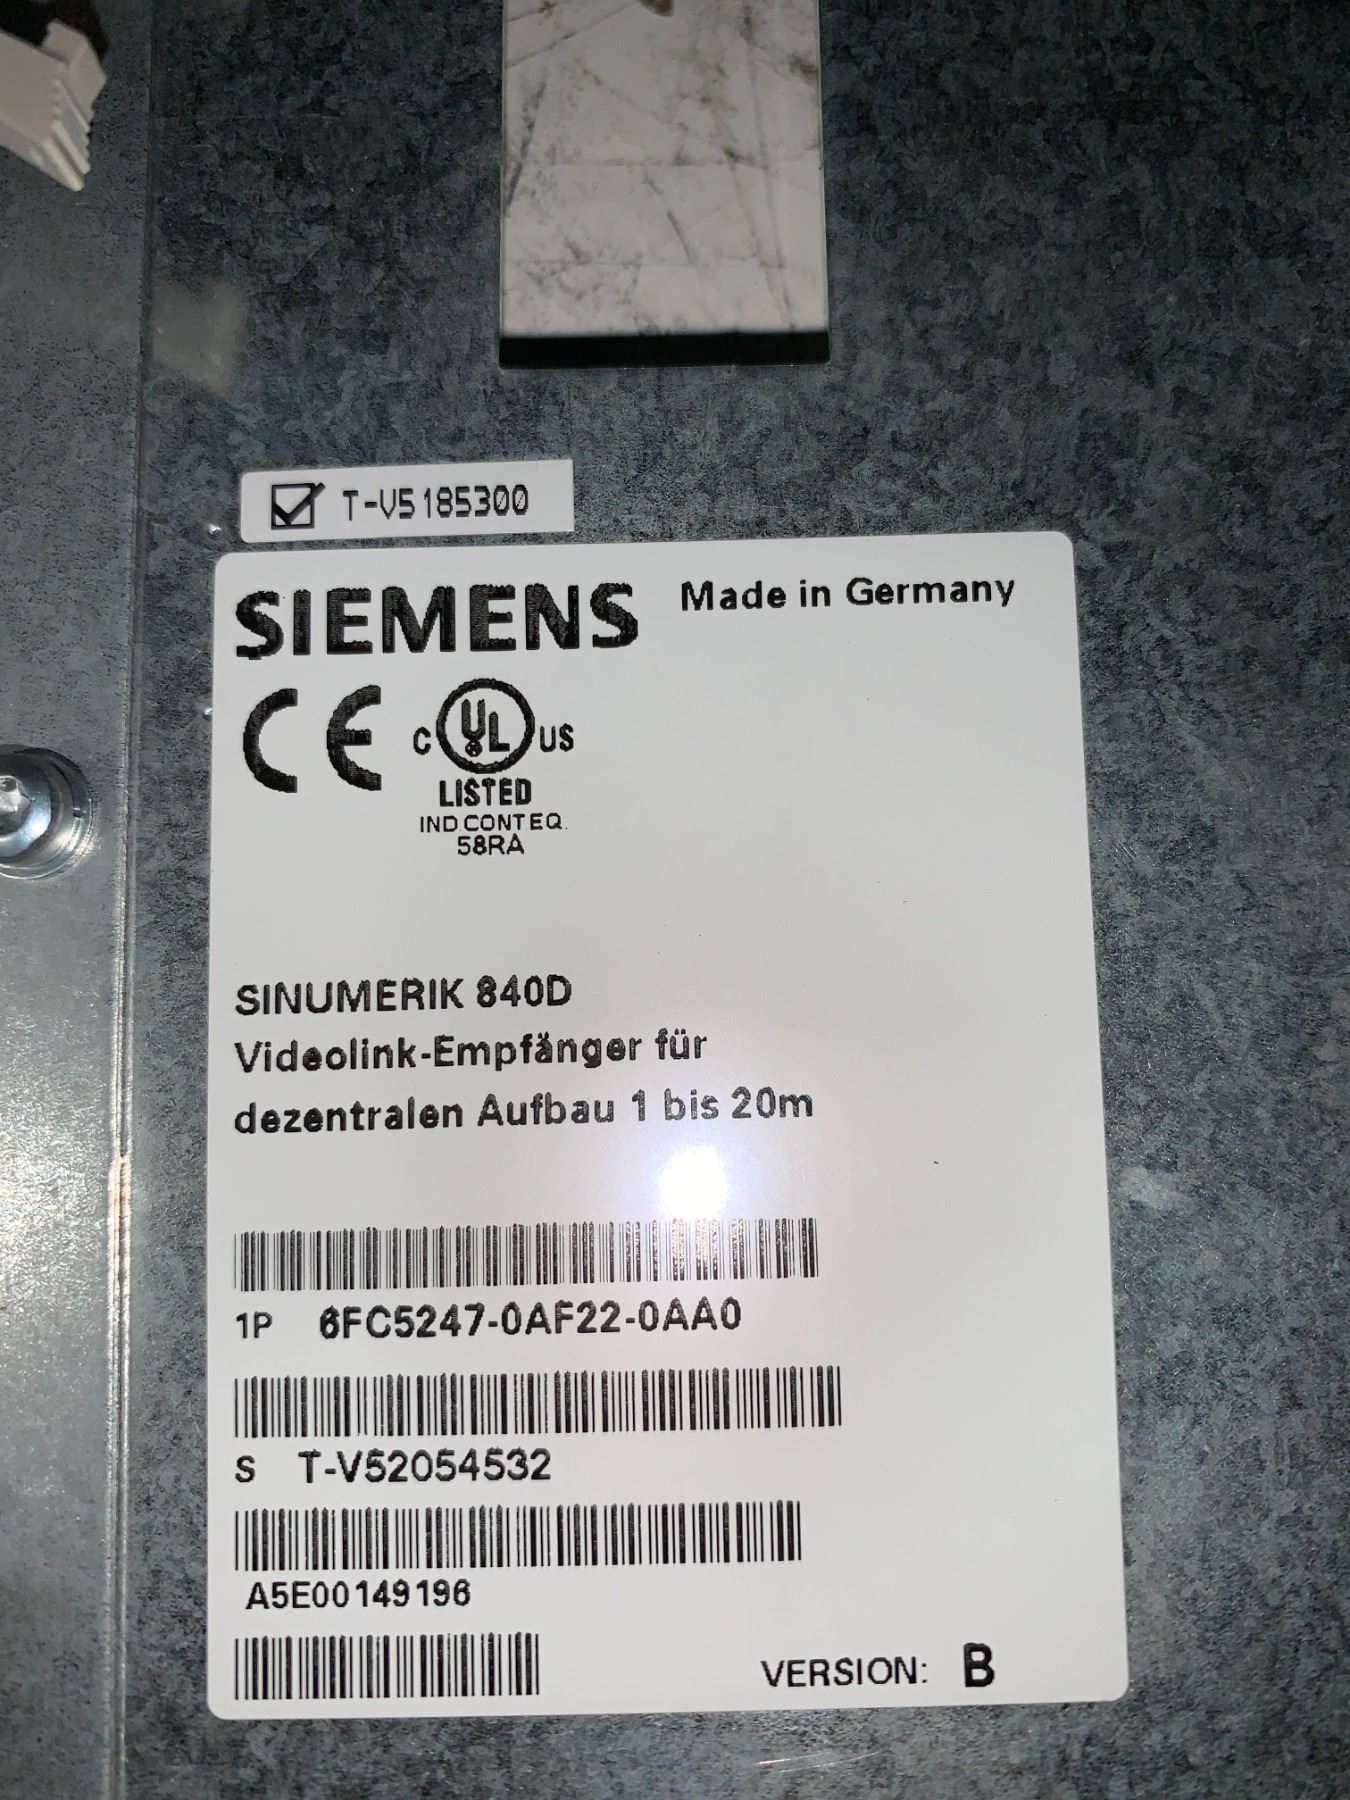 T-V5185300
SIEMENS Made in Germany
CE
C UL US
LISTED
IND.CONT.EQ.
58RA
SINUMERIK 840D
Videolink-Empfänger für
dezentralen Aufbau 1 bis 20m
1P 6FC5247-0AF22-0AA0
S T-V52054532
A5E00149196
VERSION: B